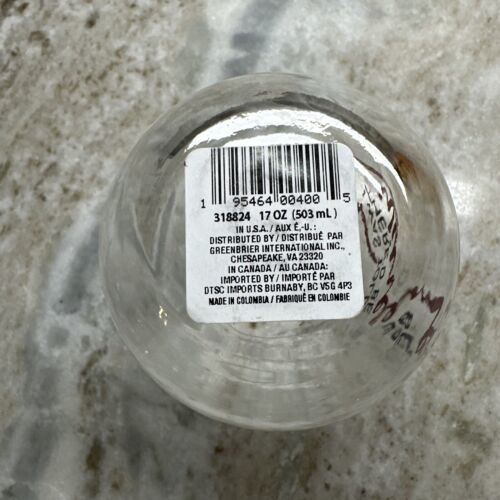 1 95464 00400 5
318824 17 OZ (503 mL)
IN U.S.A. / AUX É.-U. :
DISTRIBUTED BY / DISTRIBUÉ PAR
GREENBRIER INTERNATIONAL INC.,
CHESAPEAKE, VA 23320
IN CANADA / AU CANADA:
IMPORTED BY / IMPORTÉ PAR
DTSC IMPORTS BURNABY, BC V5G 4P3
MADE IN COLOMBIA / FABRIQUÉ EN COLOMBIE